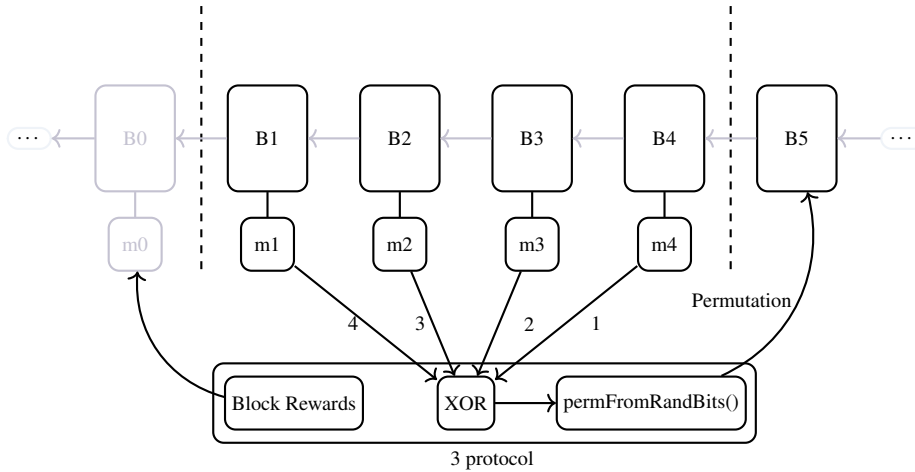 ... B0 B1 B2 B3 B4 B5 ...
m0 m1 m2 m3 m4
Permutation
4 3 2 1
Block Rewards XOR permFromRandBits()
3 protocol